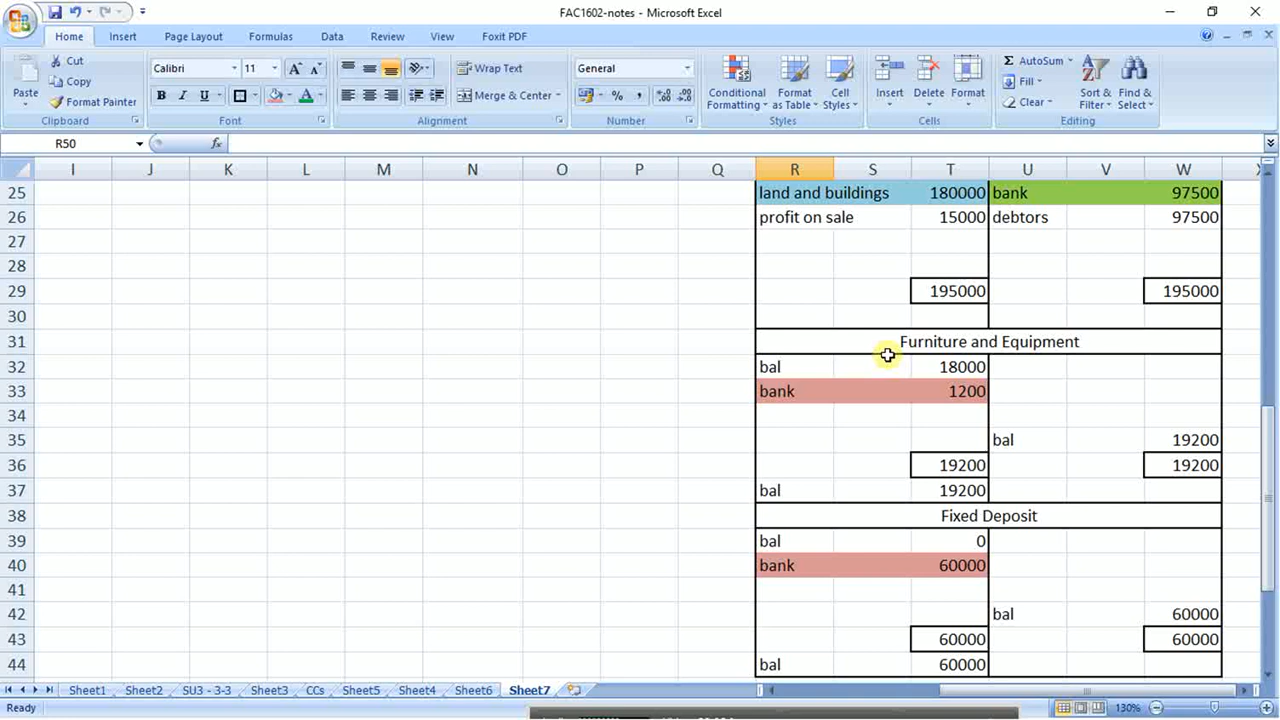 FAC1602-notes - Microsoft Excel
Home Insert Page Layout Formulas Data Review View Foxit PDF
Paste
Cut
Copy
Format Painter
Clipboard
Calibri 11
B I U
Font
Wrap Text
Merge & Center
Alignment
General
%
Number
Conditional Formatting
Format as Table
Cell Styles
Styles
Insert Delete Format
Cells
AutoSum
Fill
Clear
Sort & Filter
Find & Select
Editing
R50 fx
I J K L M N O P Q R S T U V W
25 land and buildings 180000 bank 97500
26 profit on sale 15000 debtors 97500
27
28
29 195000 195000
30
31 Furniture and Equipment
32 bal 18000
33 bank 1200
34
35 bal 19200
36 19200 19200
37 bal 19200
38 Fixed Deposit
39 bal 0
40 bank 60000
41
42 bal 60000
43 60000 60000
44 bal 60000
Sheet1 Sheet2 SU3 - 3-3 Sheet3 CCs Sheet5 Sheet4 Sheet6 Sheet7
Ready 130%